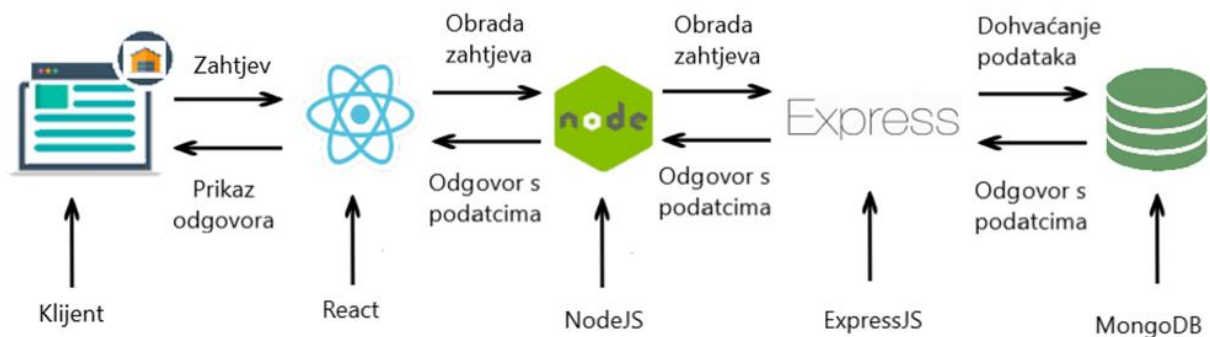 Zahtjev
Prikaz
odgovora
Obrada
zahtjeva
Odgovor s
podatcima
node
Obrada
zahtjeva
Odgovor s
podatcima
Express
Dohvaćanje
podataka
Odgovor s
podatcima
Klijent
React
NodeJS
ExpressJS
MongoDB